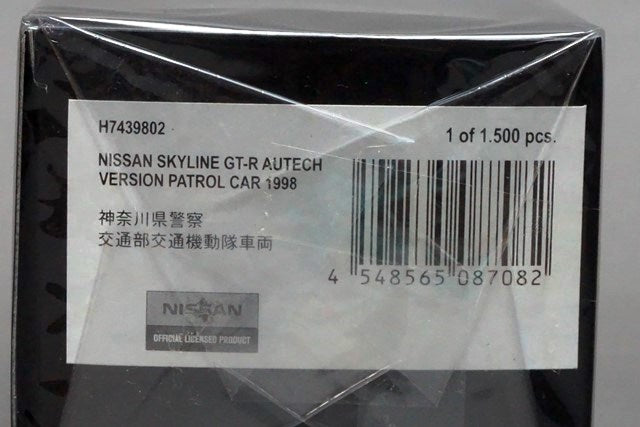 H7439802
1 of 1.500 pcs.
NISSAN SKYLINE GT-R AUTECH
VERSION PATROL CAR 1998
神奈川県警察
交通部交通機動隊車両
4 548565 087082
NISSAN
OFFICIAL LICENSED PRODUCT